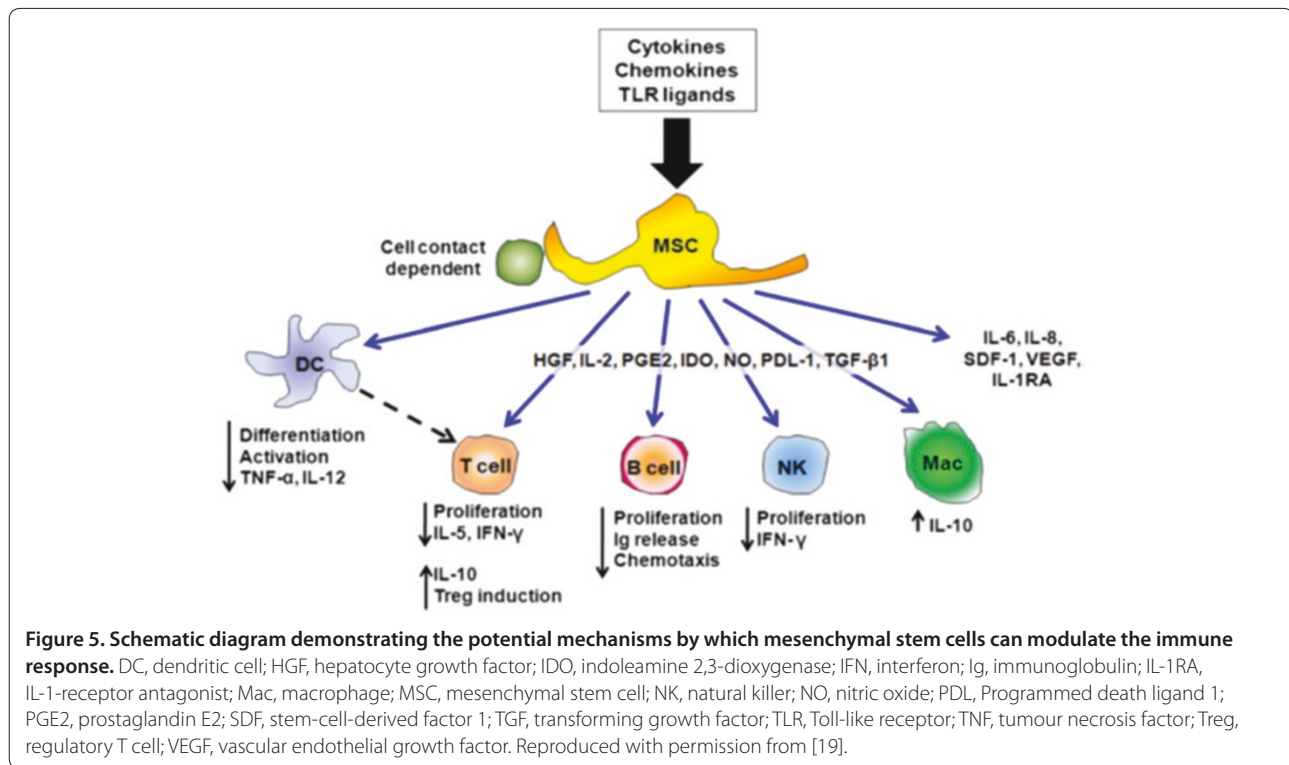 Cytokines
Chemokines
TLR ligands
Cell contact
dependent
MSC
DC
HGF, IL-2, PGE2, IDO, NO, PDL-1, TGF-β1
IL-6, IL-8,
SDF-1, VEGF,
IL-1RA
Differentiation
Activation
TNF-α, IL-12
T cell
B cell
NK
Mac
Proliferation
IL-5, IFN-γ
IL-10
Treg induction
Proliferation
Ig release
Chemotaxis
Proliferation
IFN-γ
IL-10
Figure 5. Schematic diagram demonstrating the potential mechanisms by which mesenchymal stem cells can modulate the immune
response. DC, dendritic cell; HGF, hepatocyte growth factor; IDO, indoleamine 2,3-dioxygenase; IFN, interferon; Ig, immunoglobulin; IL-1RA,
IL-1-receptor antagonist; Mac, macrophage; MSC, mesenchymal stem cell; NK, natural killer; NO, nitric oxide; PDL, Programmed death ligand 1;
PGE2, prostaglandin E2; SDF, stem-cell-derived factor 1; TGF, transforming growth factor; TLR, Toll-like receptor; TNF, tumour necrosis factor; Treg,
regulatory T cell; VEGF, vascular endothelial growth factor. Reproduced with permission from [19].